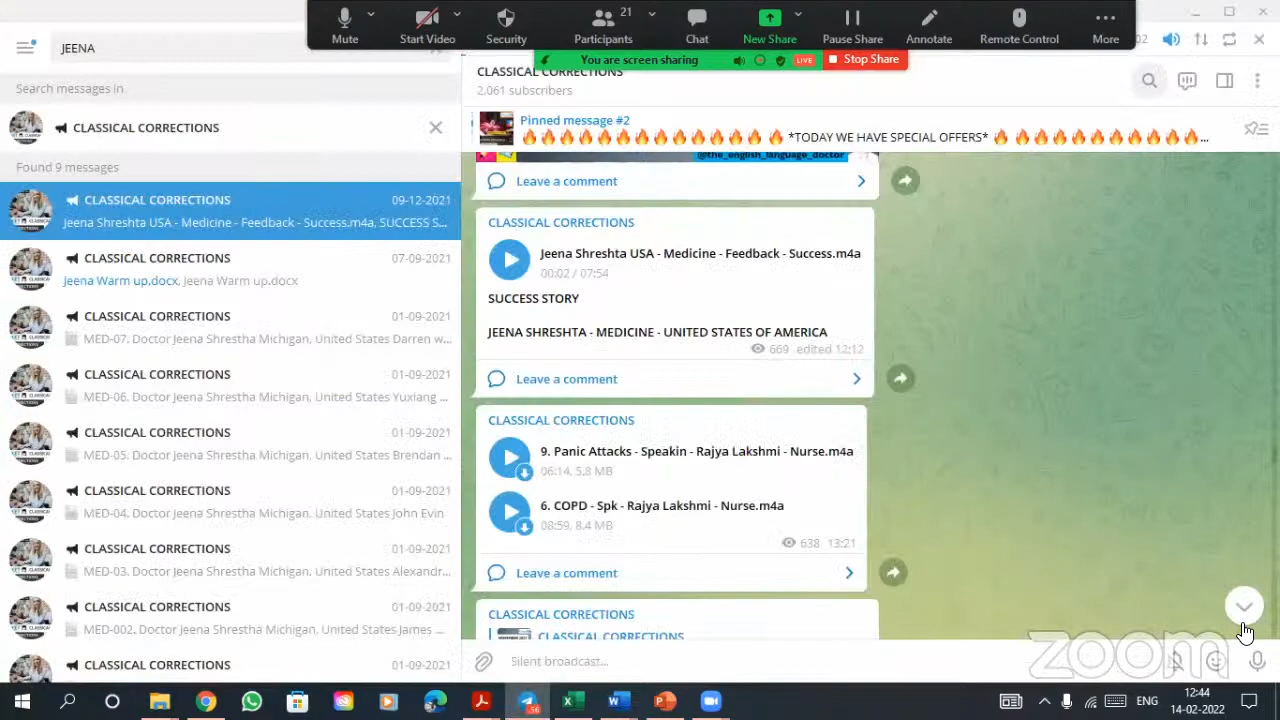 21
Mute
Start Video
Security
Participants
Chat
New Share
Pause Share
Annotate
Remote Control
More
02
You are screen sharing
LIVE
Stop Share
JEENA
CLASSICAL CORRECTIONS
2,061 subscribers
Search messages in
CLASSICAL CORRECTIONS
Found 9 messages
CLASSICAL CORRECTIONS 09-12-2021
Jeena Shreshta USA - Medicine - Feedback - Success.m4a, SUCCESS S...
CLASSICAL CORRECTIONS 07-09-2021
Jeena Warm up.docx, Jeena Warm up.docx
CLASSICAL CORRECTIONS 01-09-2021
MED-07. Doctor Jeena Shrestha Michigan, United States Darren w...
CLASSICAL CORRECTIONS 01-09-2021
MED-06. Doctor Jeena Shrestha Michigan, United States Yuxiang ...
CLASSICAL CORRECTIONS 01-09-2021
MED-05. Doctor Jeena Shrestha Michigan, United States Brendan ...
CLASSICAL CORRECTIONS 01-09-2021
MED-04. Doctor Jeena Shrestha Michigan, United States John Evin
CLASSICAL CORRECTIONS 01-09-2021
MED-03. Doctor Jeena Shrestha Michigan, United States Alexandr...
CLASSICAL CORRECTIONS 01-09-2021
MED-002. Doctor Jeena Shrestha Michigan, United States James ...
CLASSICAL CORRECTIONS 01-09-2021
Pinned message #2
🔥🔥🔥🔥🔥🔥🔥🔥🔥🔥🔥🔥🔥🔥 *TODAY WE HAVE SPECIAL OFFERS* 🔥🔥🔥🔥🔥🔥🔥🔥🔥🔥🔥 ...
@the_english_language_doctor
Leave a comment
CLASSICAL CORRECTIONS
Jeena Shreshta USA - Medicine - Feedback - Success.m4a
00:02 / 07:54
SUCCESS STORY
JEENA SHRESHTA - MEDICINE - UNITED STATES OF AMERICA
669 edited 12:12
Leave a comment
CLASSICAL CORRECTIONS
9. Panic Attacks - Speakin - Rajya Lakshmi - Nurse.m4a
06:14, 5.8 MB
6. COPD - Spk - Rajya Lakshmi - Nurse.m4a
08:59, 8.4 MB
638 13:21
Leave a comment
CLASSICAL CORRECTIONS
CLASSICAL CORRECTIONS
Silent broadcast...
zoom
56
ENG
12:44
14-02-2022